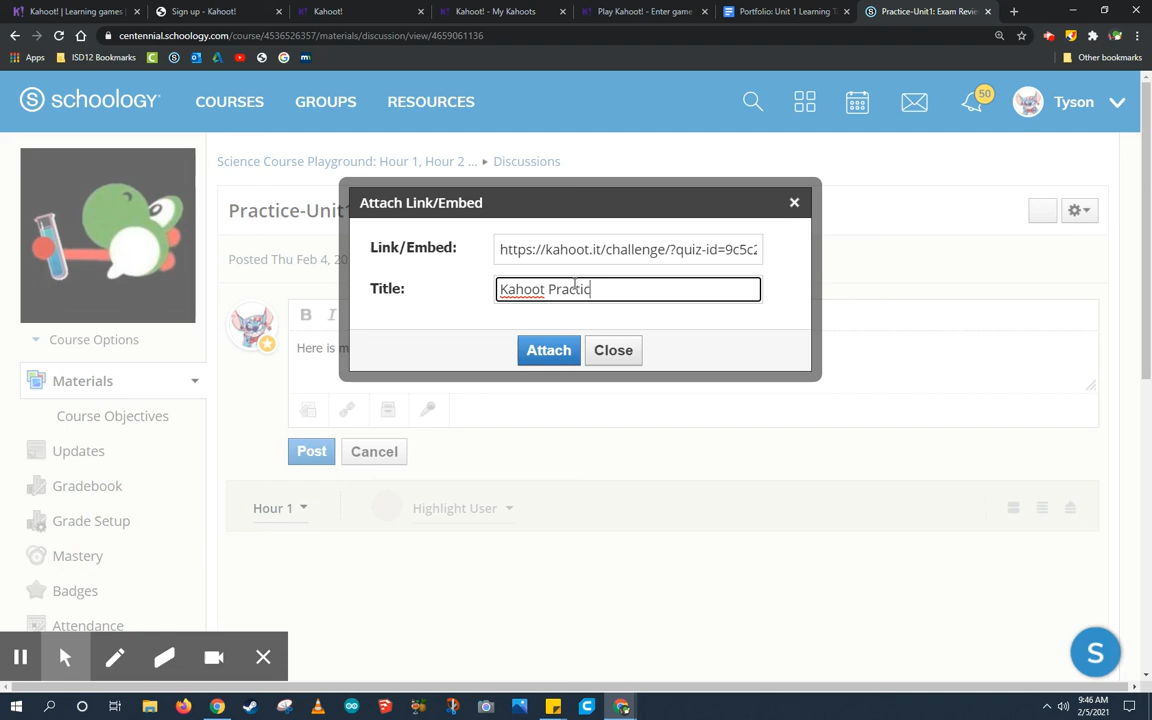 Kahoot! | Learning games
Sign up - Kahoot!
Kahoot!
Kahoot! - My Kahoots
Play Kahoot! - Enter game
Portfolio: Unit 1 Learning T
Practice-Unit1: Exam Revie
centennial.schoology.com/course/4536526357/materials/discussion/view/4659061136
Apps
ISD12 Bookmarks
Other bookmarks
S schoology
COURSES
GROUPS
RESOURCES
50
Tyson
Science Course Playground: Hour 1, Hour 2 ... ▸ Discussions
Practice-Unit1
Attach Link/Embed
Link/Embed:
https://kahoot.it/challenge/?quiz-id=9c5c2
Title:
Kahoot Practic
Attach
Close
Posted Thu Feb 4, 20
B I
Here is m
Post
Cancel
Hour 1
Highlight User
Course Options
Materials
Course Objectives
Updates
Gradebook
Grade Setup
Mastery
Badges
Attendance
S
9:46 AM
2/5/2021